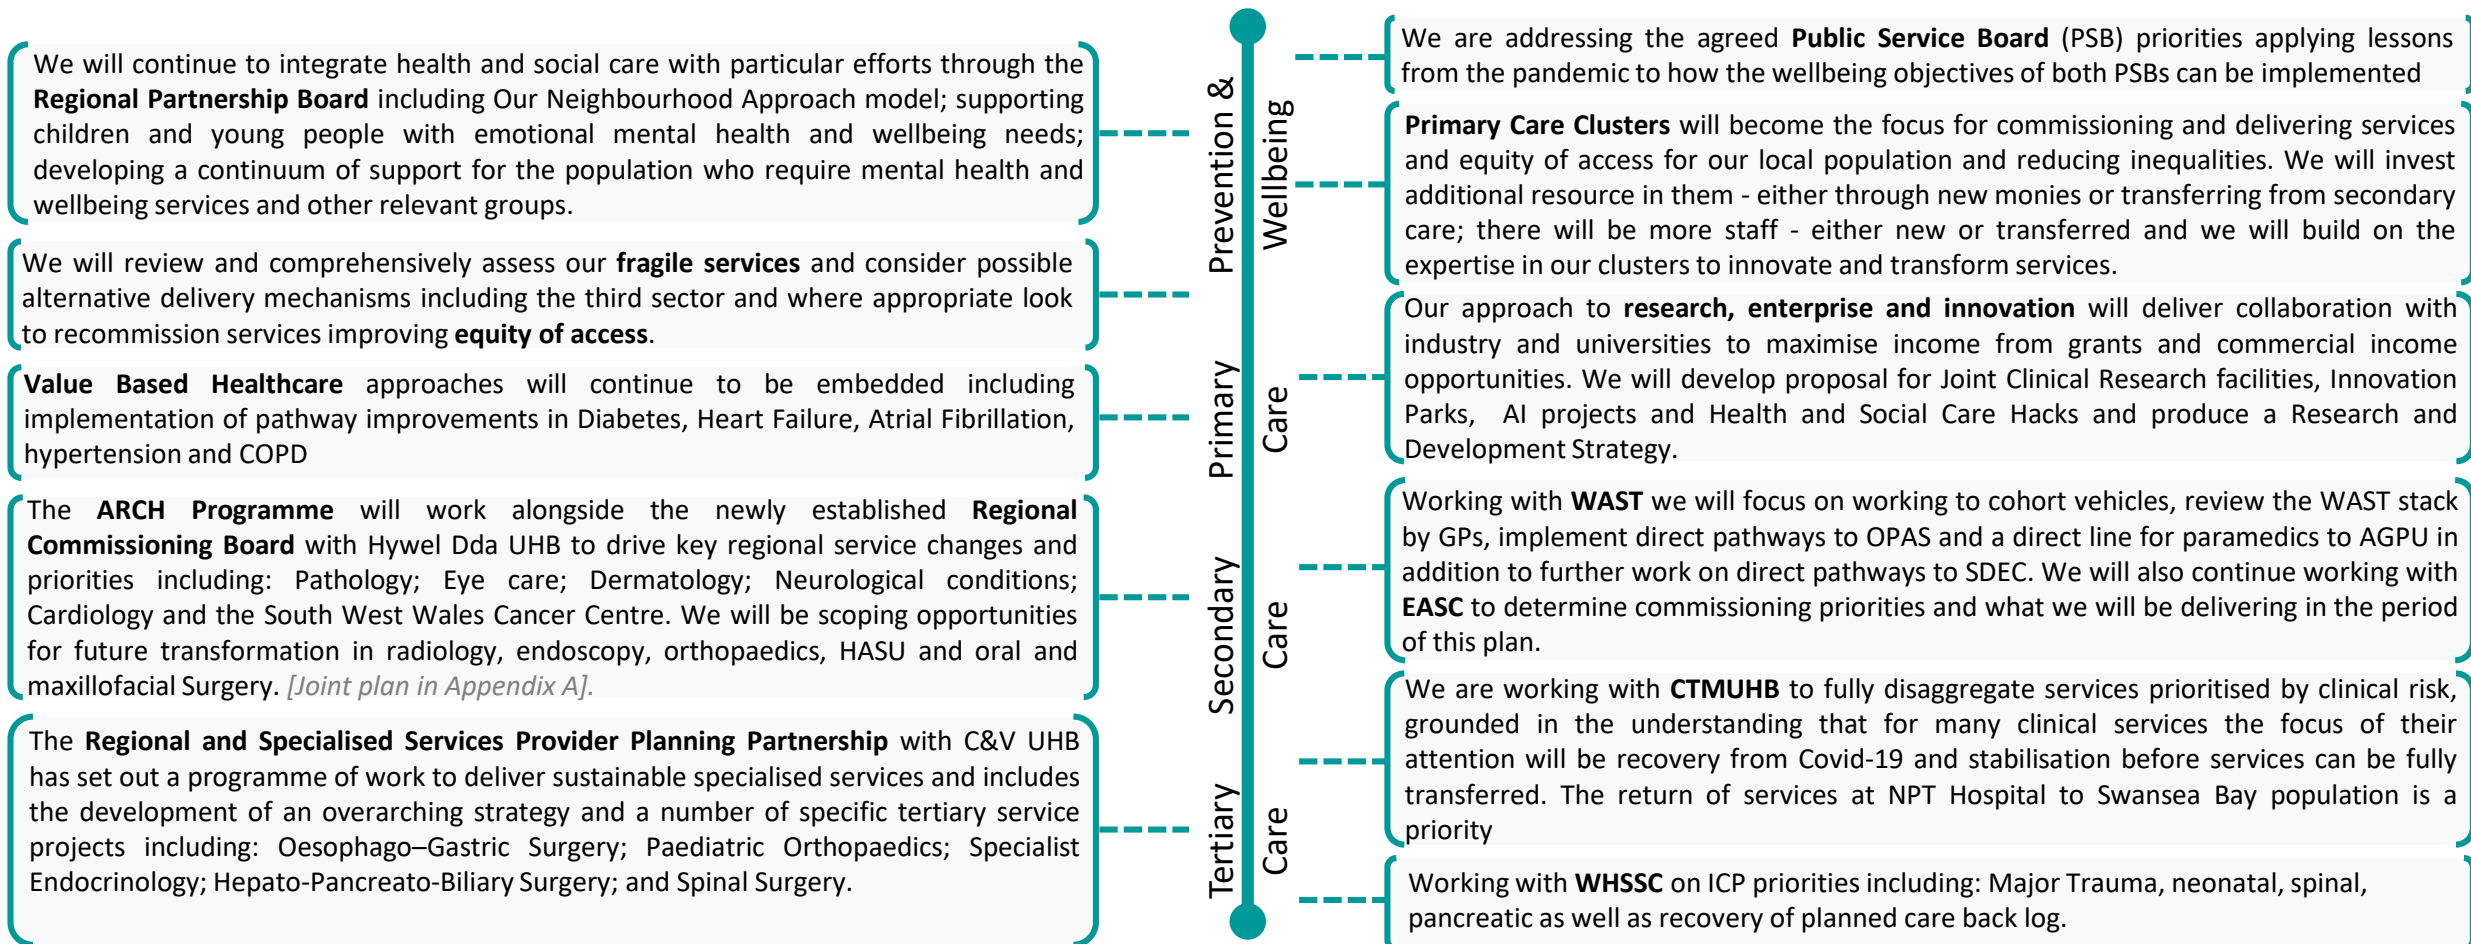 We will continue to integrate health and social care with particular efforts through the
Regional Partnership Board including Our Neighbourhood Approach model; supporting
children and young people with emotional mental health and wellbeing needs;
developing a continuum of support for the population who require mental health and
wellbeing services and other relevant groups.
We will review and comprehensively assess our fragile services and consider possible
alternative delivery mechanisms including the third sector and where appropriate look
to recommission services improving equity of access.
Value Based Healthcare approaches will continue to be embedded including
implementation of pathway improvements in Diabetes, Heart Failure, Atrial Fibrillation,
hypertension and COPD
The ARCH Programme will work alongside the newly established Regional
Commissioning Board with Hywel Dda UHB to drive key regional service changes and
priorities including: Pathology; Eye care; Dermatology; Neurological conditions;
Cardiology and the South West Wales Cancer Centre. We will be scoping opportunities
for future transformation in radiology, endoscopy, orthopaedics, HASU and oral and
maxillofacial Surgery. [Joint plan in Appendix A].
The Regional and Specialised Services Provider Planning Partnership with C&V UHB
has set out a programme of work to deliver sustainable specialised services and includes
the development of an overarching strategy and a number of specific tertiary service
projects including: Oesophago–Gastric Surgery; Paediatric Orthopaedics; Specialist
Endocrinology; Hepato-Pancreato-Biliary Surgery; and Spinal Surgery.
Prevention &
Wellbeing
Primary
Care
Secondary
Care
Tertiary
Care
We are addressing the agreed Public Service Board (PSB) priorities applying lessons
from the pandemic to how the wellbeing objectives of both PSBs can be implemented
Primary Care Clusters will become the focus for commissioning and delivering services
and equity of access for our local population and reducing inequalities. We will invest
additional resource in them - either through new monies or transferring from secondary
care; there will be more staff - either new or transferred and we will build on the
expertise in our clusters to innovate and transform services.
Our approach to research, enterprise and innovation will deliver collaboration with
industry and universities to maximise income from grants and commercial income
opportunities. We will develop proposal for Joint Clinical Research facilities, Innovation
Parks, AI projects and Health and Social Care Hacks and produce a Research and
Development Strategy.
Working with WAST we will focus on working to cohort vehicles, review the WAST stack
by GPs, implement direct pathways to OPAS and a direct line for paramedics to AGPU in
addition to further work on direct pathways to SDEC. We will also continue working with
EASC to determine commissioning priorities and what we will be delivering in the period
of this plan.
We are working with CTMUHB to fully disaggregate services prioritised by clinical risk,
grounded in the understanding that for many clinical services the focus of their
attention will be recovery from Covid-19 and stabilisation before services can be fully
transferred. The return of services at NPT Hospital to Swansea Bay population is a
priority
Working with WHSSC on ICP priorities including: Major Trauma, neonatal, spinal,
pancreatic as well as recovery of planned care back log.